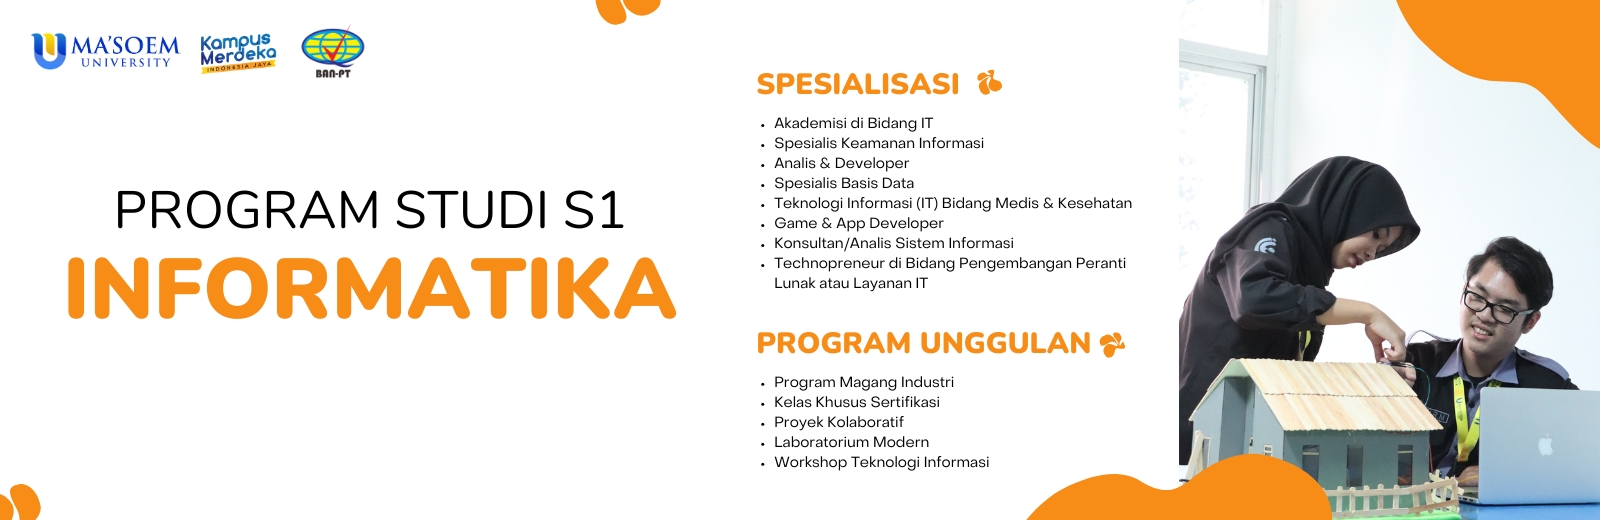 MA'SOEM
UNIVERSITY
Kampus
Merdeka
INDONESIA JAYA
BAN-PT
PROGRAM STUDI S1
INFORMATIKA
SPESIALISASI
• Akademisi di Bidang IT
• Spesialis Keamanan Informasi
• Analis & Developer
• Spesialis Basis Data
• Teknologi Informasi (IT) Bidang Medis & Kesehatan
• Game & App Developer
• Konsultan/Analis Sistem Informasi
• Technopreneur di Bidang Pengembangan Peranti
Lunak atau Layanan IT
PROGRAM UNGGULAN
• Program Magang Industri
• Kelas Khusus Sertifikasi
• Proyek Kolaboratif
• Laboratorium Modern
• Workshop Teknologi Informasi